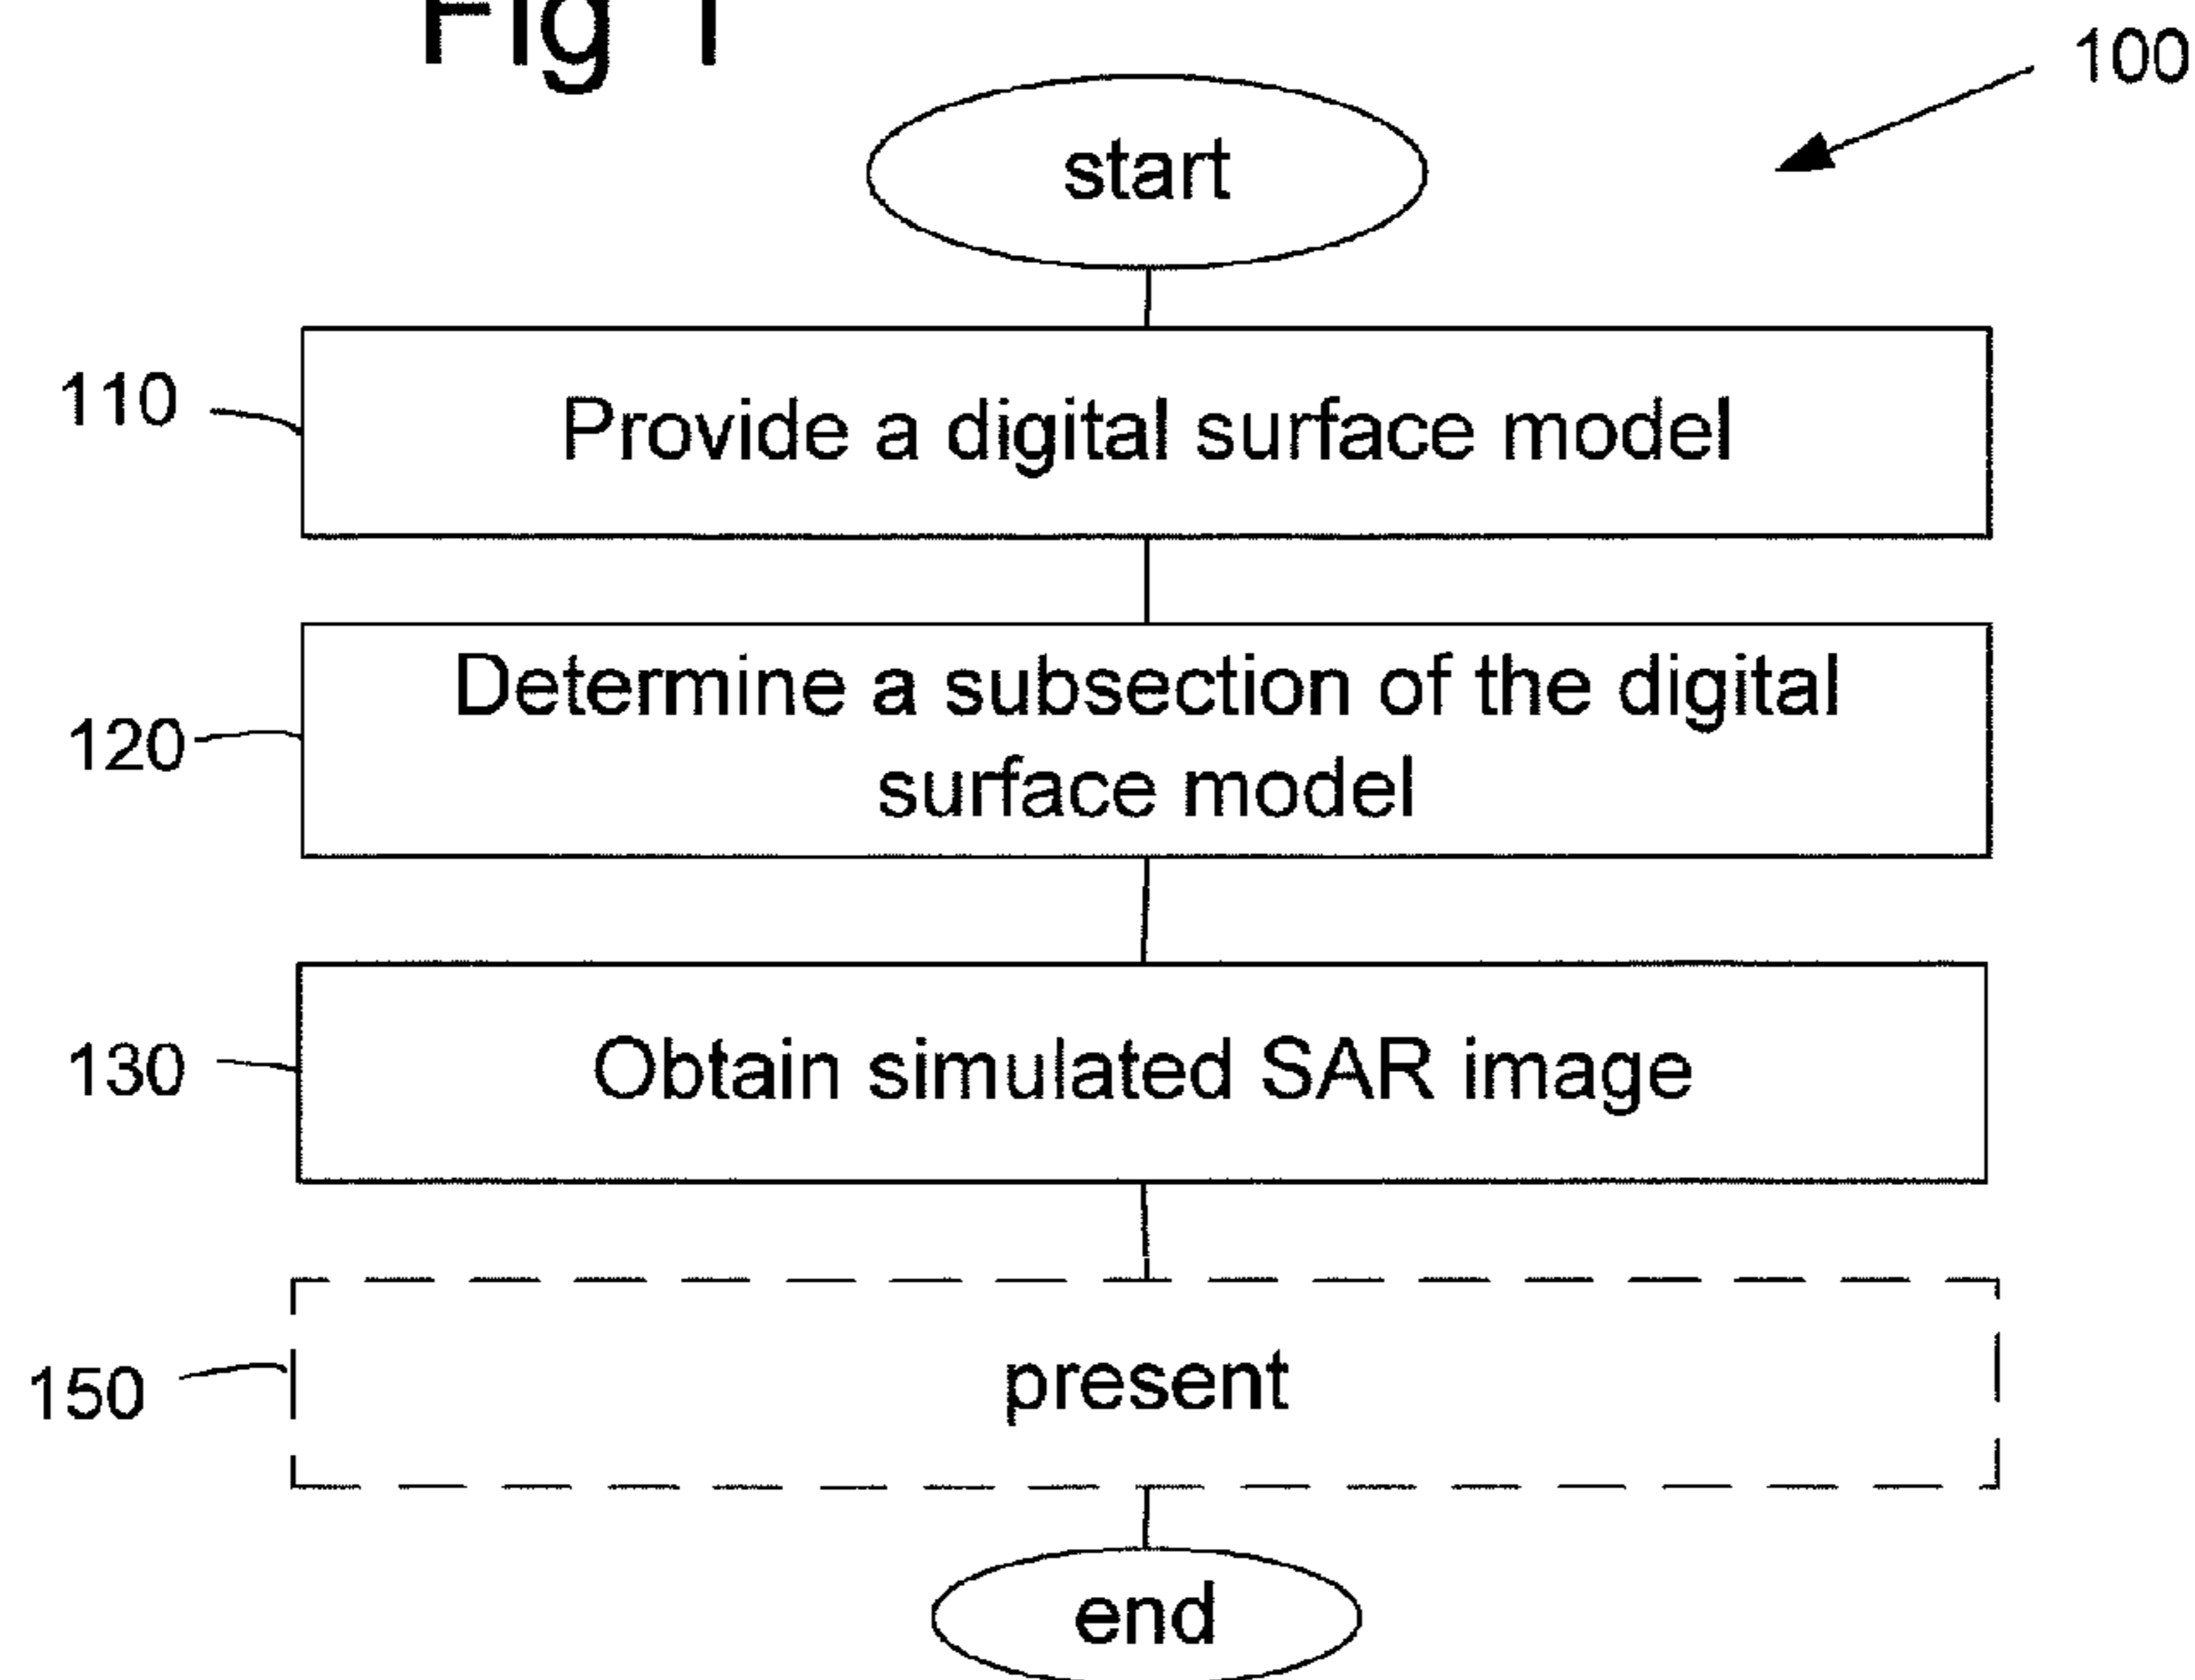 Fig 1
100
start
110
Provide a digital surface model
120
Determine a subsection of the digital
surface model
130
Obtain simulated SAR image
150
present
end